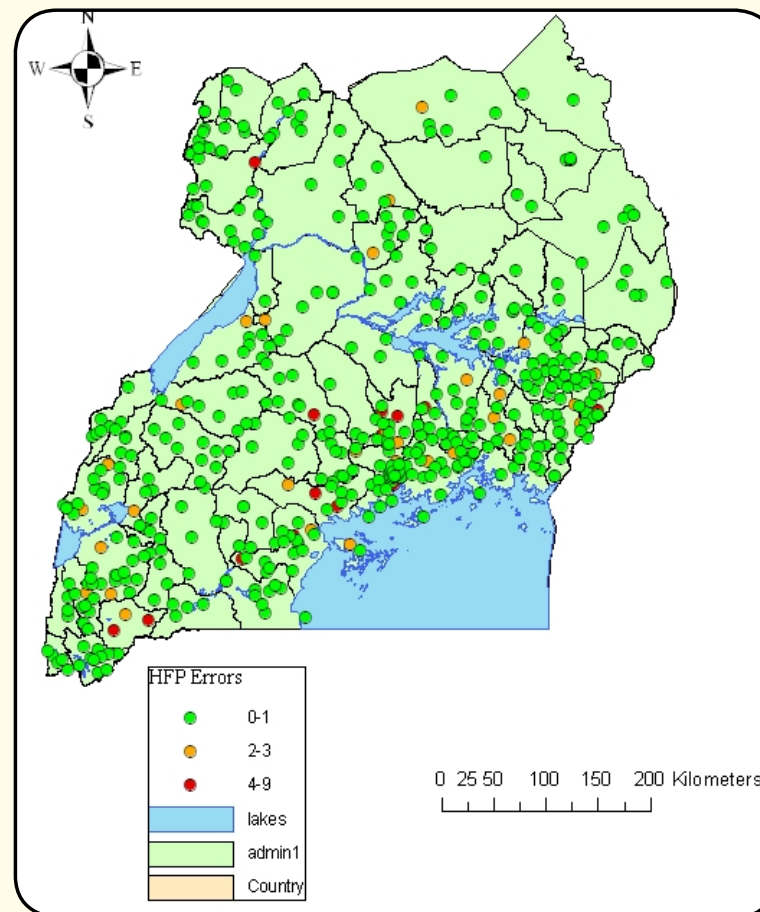 N
W E
S
HFP Errors
0-1
2-3
4-9
lakes
admin1
Country
0 25 50 100 150 200 Kilometers